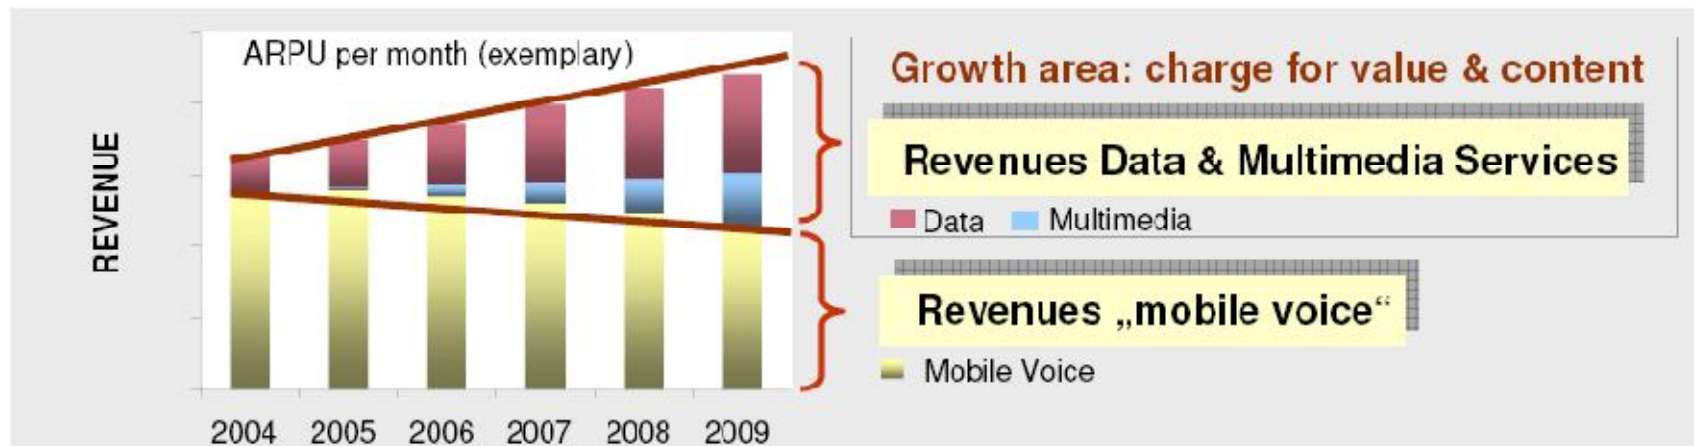 ARPU per month (exemplary)
REVENUE
2004 2005 2006 2007 2008 2009
Growth area: charge for value & content
Revenues Data & Multimedia Services
Data Multimedia
Revenues „mobile voice“
Mobile Voice